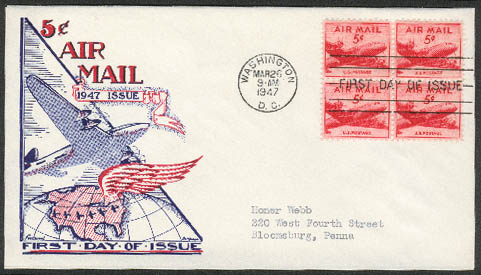 5¢
AIR
MAIL
1947 ISSUE
FIRST·DAY·OF·ISSUE
WASHINGTON
MAR 26
9-AM
1947
D.C.
AIR MAIL
5¢
U.S. POSTAGE
AIR MAIL
5¢
U.S. POSTAGE
FIRST DAY OF ISSUE
AIR MAIL
5¢
U.S. POSTAGE
AIR MAIL
5¢
U.S. POSTAGE
Homer Webb
220 West Fourth Street
Bloomsburg, Penna